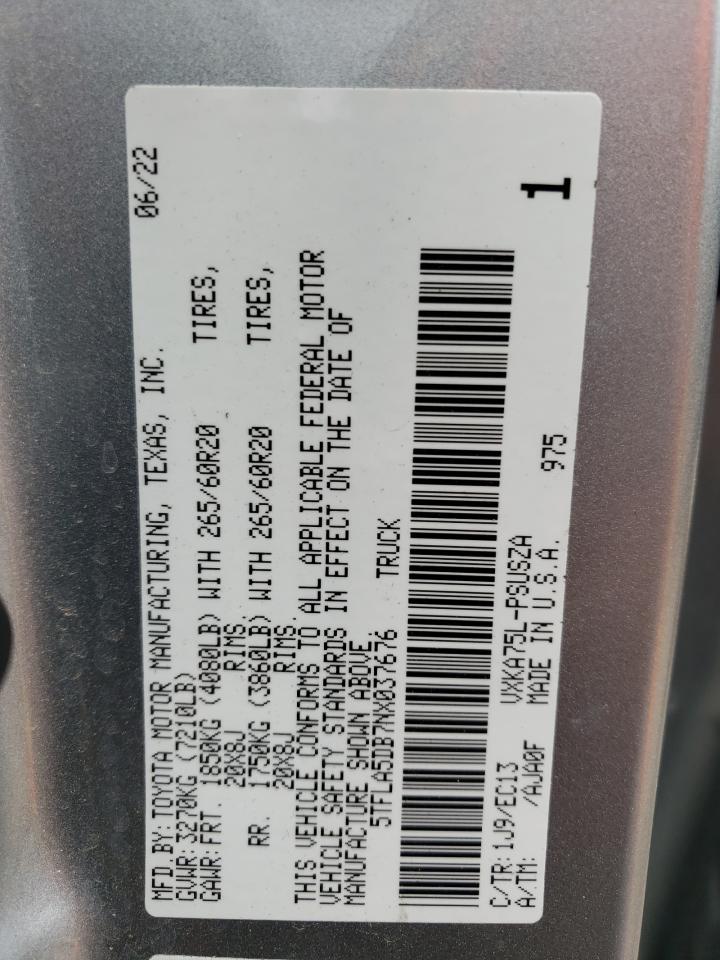 MFD.BY:TOYOTA MOTOR MANUFACTURING, TEXAS, INC. 06/22
GVWR:3270KG (7210LB)
GAWR:FRT. 1850KG (4080LB) WITH 265/60R20 TIRES,
20X8J RIMS.
RR. 1750KG (3860LB) WITH 265/60R20 TIRES,
20X8J RIMS.
THIS VEHICLE CONFORMS TO ALL APPLICABLE FEDERAL MOTOR
VEHICLE SAFETY STANDARDS IN EFFECT ON THE DATE OF
MANUFACTURE SHOWN ABOVE.
5TFLA5DB7NX037676 TRUCK
C/TR:1J9/EC13 VXKA75L-PSUSZA 975
A/TM: /AJA0F MADE IN U.S.A.
1